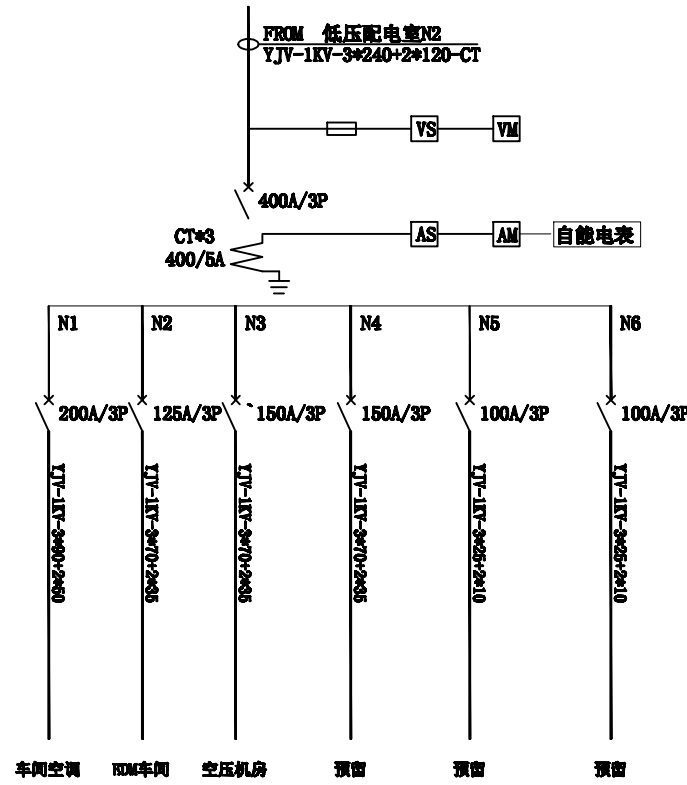 FROM 低压配电室N2
YJV-1KV-3*240+2*120-CT
VS VM
400A/3P
CT*3
400/5A
AS AM 自能电表
N1 N2 N3 N4 N5 N6
200A/3P 125A/3P 150A/3P 150A/3P 100A/3P 100A/3P
YJV-1KV-3*90+2*50
YJV-1KV-3*70+2*35
YJV-1KV-3*70+2*35
YJV-1KV-3*70+2*35
YJV-1KV-3*25+2*10
YJV-1KV-3*25+2*10
车间空调 EDM车间 空压机房 预留 预留 预留